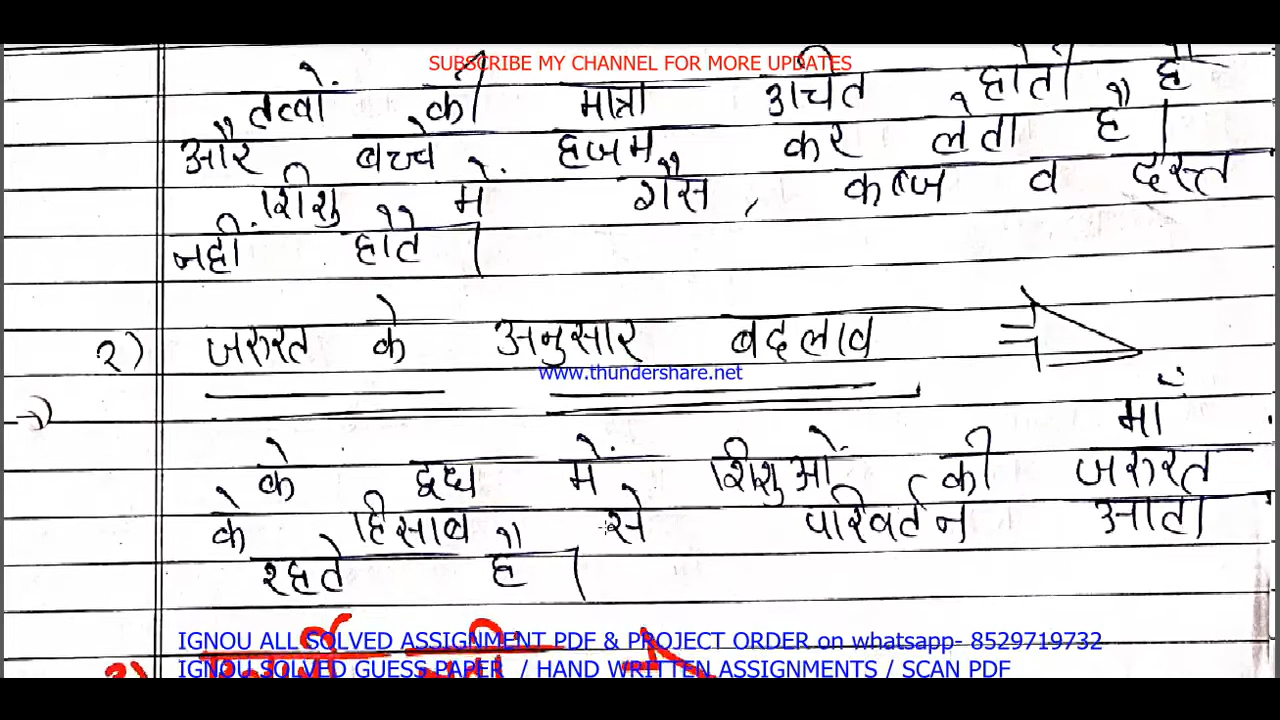 SUBSCRIBE MY CHANNEL FOR MORE UPDATES
तत्वों की मात्रा उचित होती है
और बच्चे हजम कर लेता है।
शिशु में गैस, कब्ज व दस्त
नहीं होते।
२) जरुरत के अनुसार बदलाव ⇒
www.thundershare.net
→ मां
के दूध में शिशुओं की जरुरत
के हिसाब से परिवर्तन आता
रहते है।
IGNOU ALL SOLVED ASSIGNMENT PDF & PROJECT ORDER on whatsapp- 8529719732
IGNOU SOLVED GUESS PAPER / HAND WRITTEN ASSIGNMENTS / SCAN PDF